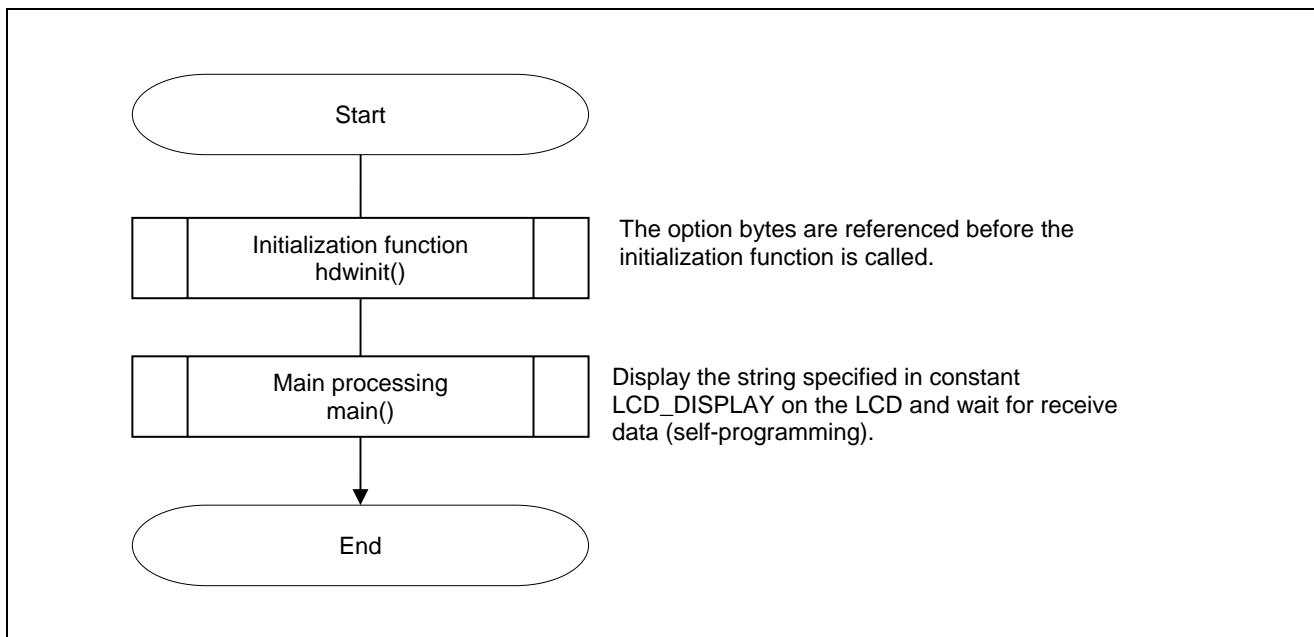 Start
Initialization function
hdwinit()
The option bytes are referenced before the
initialization function is called.
Main processing
main()
Display the string specified in constant
LCD_DISPLAY on the LCD and wait for receive
data (self-programming).
End